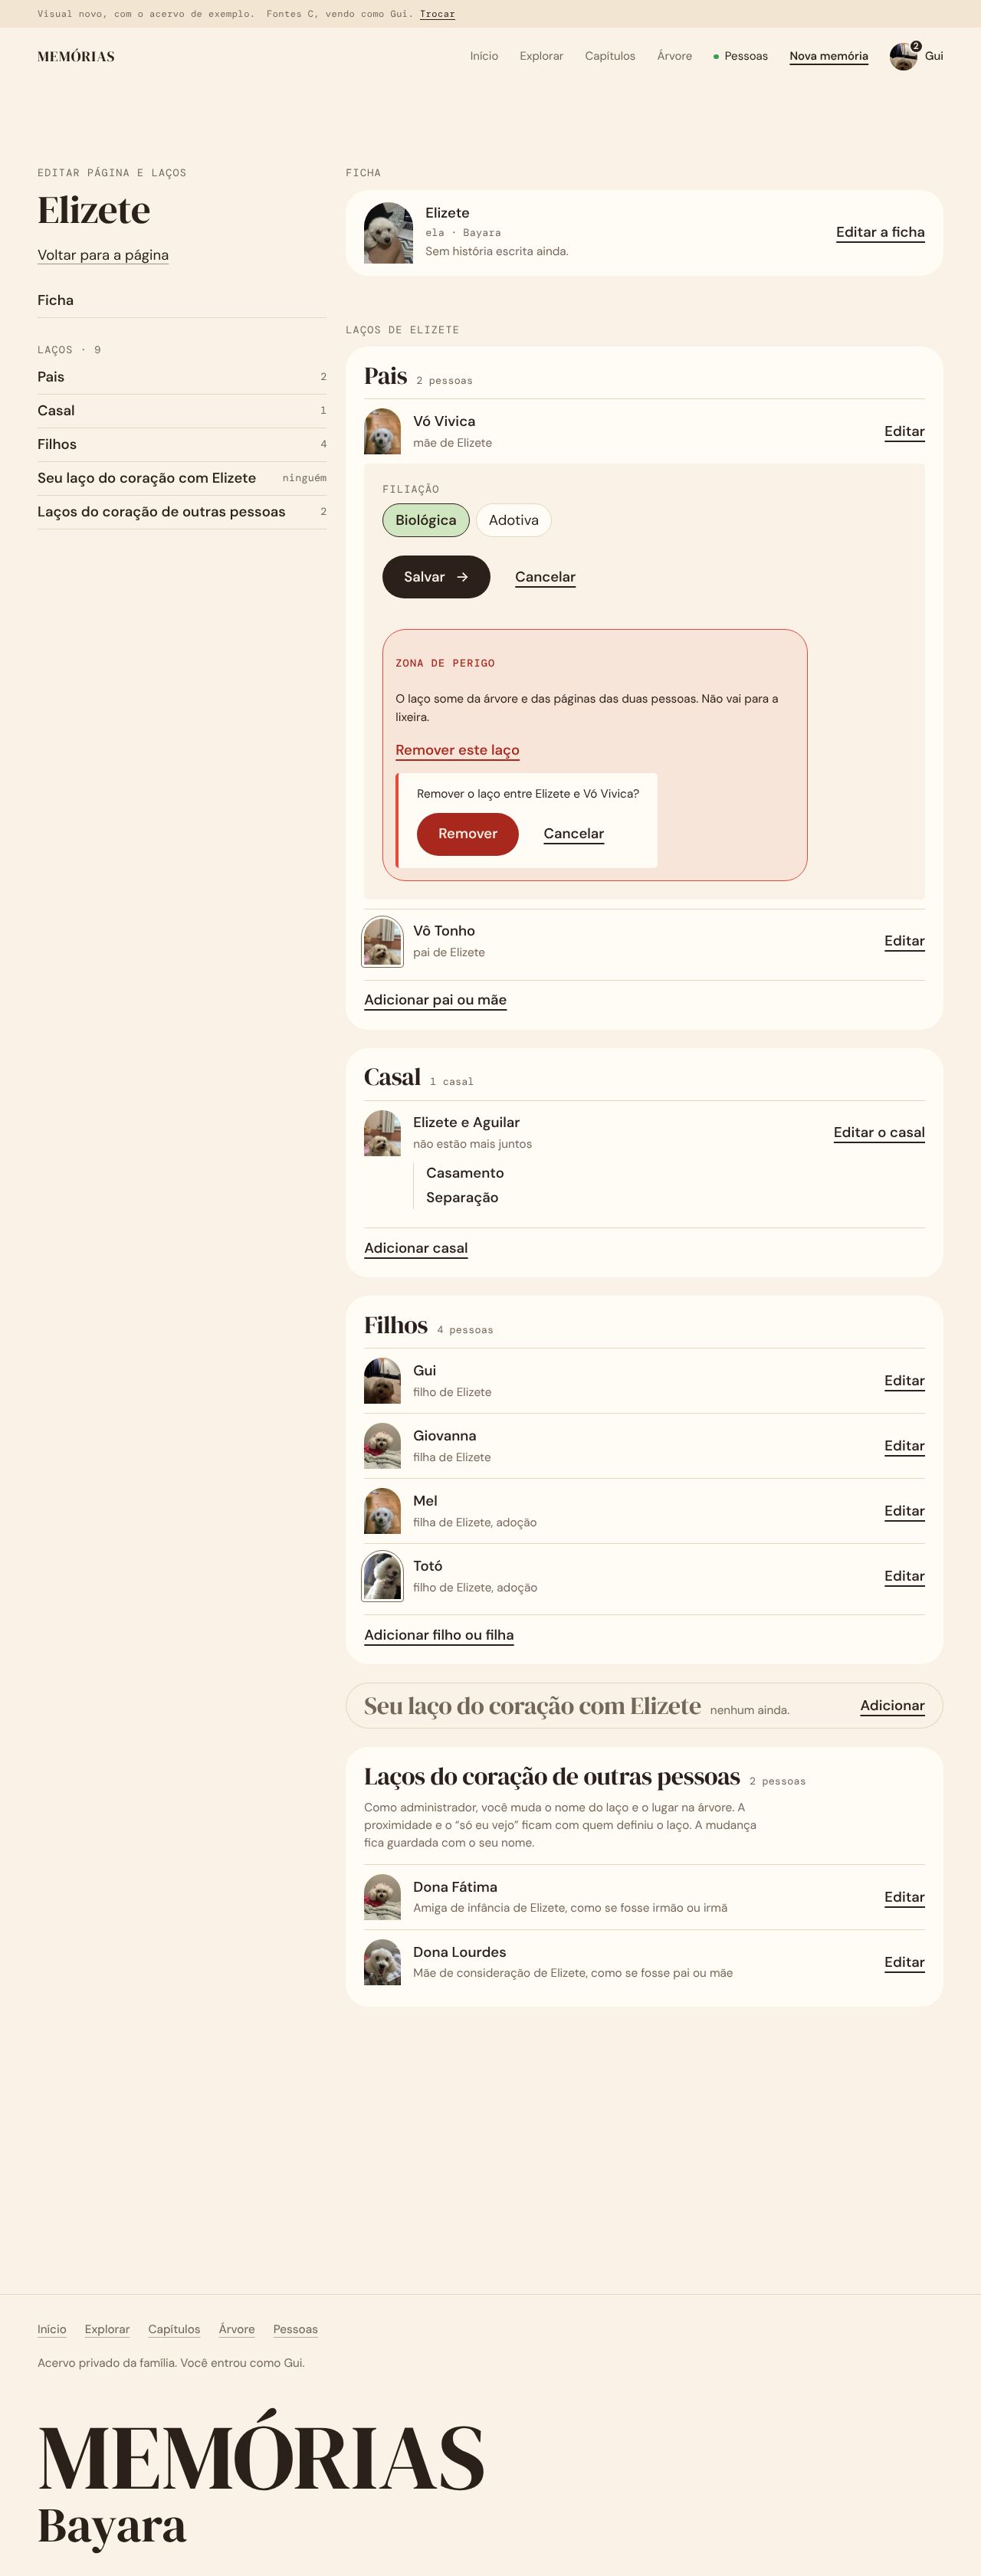 Visual novo, com o acervo de exemplo. Fontes C, vendo como Gui. Trocar
MEMÓRIAS
Início Explorar Capítulos Árvore Pessoas Nova memória 2 Gui
EDITAR PÁGINA E LAÇOS
Elizete
Voltar para a página
Ficha
LAÇOS · 9
Pais 2
Casal 1
Filhos 4
Seu laço do coração com Elizete ninguém
Laços do coração de outras pessoas 2
FICHA
Elizete
ela · Bayara
Sem história escrita ainda.
Editar a ficha
LAÇOS DE ELIZETE
Pais 2 pessoas
Vó Vivica
mãe de Elizete
Editar
FILIAÇÃO
Biológica Adotiva
Salvar → Cancelar
ZONA DE PERIGO
O laço some da árvore e das páginas das duas pessoas. Não vai para a
lixeira.
Remover este laço
Remover o laço entre Elizete e Vó Vivica?
Remover Cancelar
Vô Tonho
pai de Elizete
Editar
Adicionar pai ou mãe
Casal 1 casal
Elizete e Aguilar
não estão mais juntos
Editar o casal
Casamento
Separação
Adicionar casal
Filhos 4 pessoas
Gui
filho de Elizete
Editar
Giovanna
filha de Elizete
Editar
Mel
filha de Elizete, adoção
Editar
Totó
filho de Elizete, adoção
Editar
Adicionar filho ou filha
Seu laço do coração com Elizete nenhum ainda. Adicionar
Laços do coração de outras pessoas 2 pessoas
Como administrador, você muda o nome do laço e o lugar na árvore. A
proximidade e o “só eu vejo” ficam com quem definiu o laço. A mudança
fica guardada com o seu nome.
Dona Fátima
Amiga de infância de Elizete, como se fosse irmão ou irmã
Editar
Dona Lourdes
Mãe de consideração de Elizete, como se fosse pai ou mãe
Editar
Início Explorar Capítulos Árvore Pessoas
Acervo privado da família. Você entrou como Gui.
MEMÓRIAS
Bayara